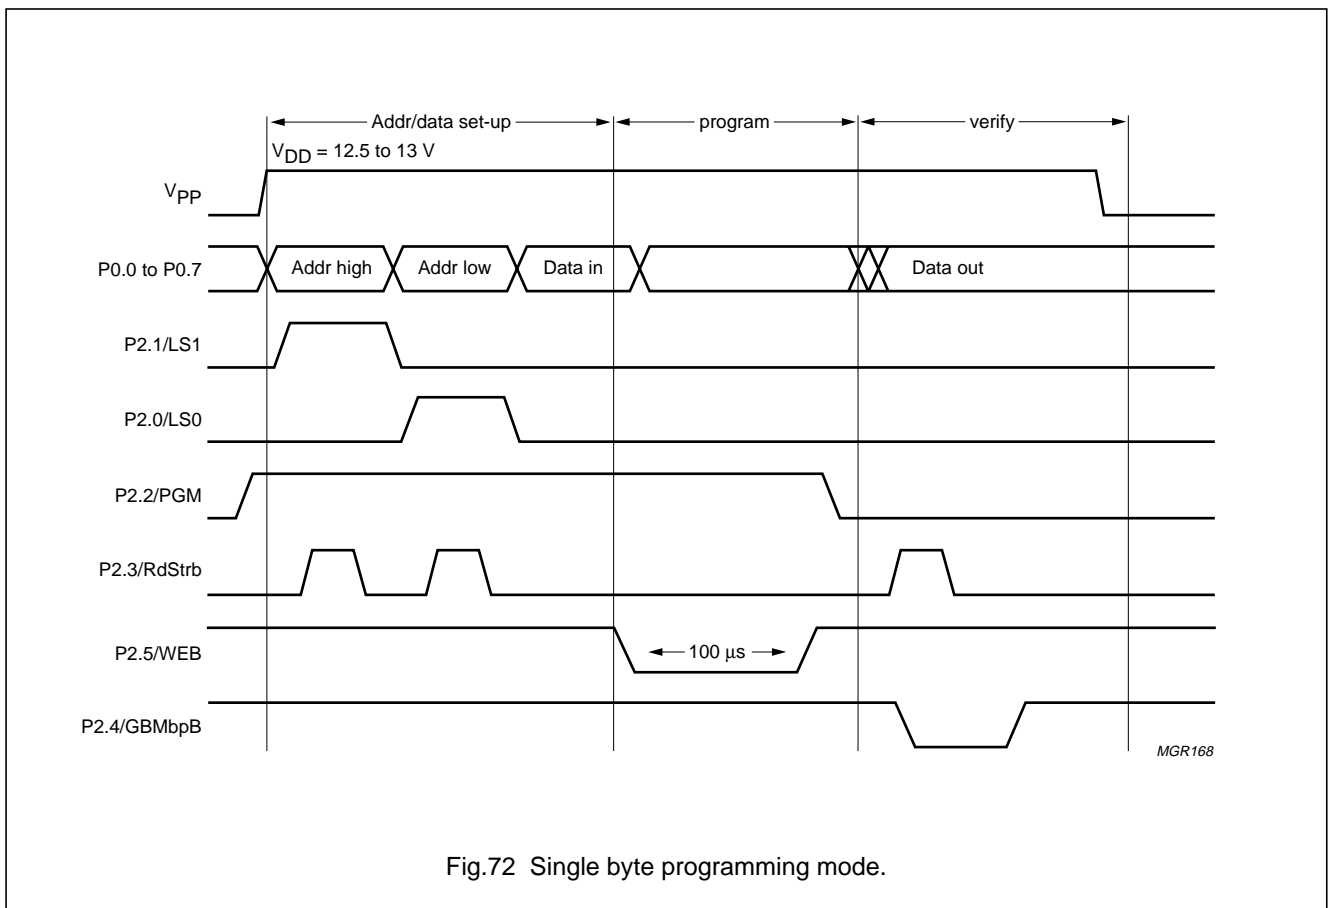 Addr/data set-up program verify
VDD = 12.5 to 13 V
VPP
P0.0 to P0.7 Addr high Addr low Data in Data out
P2.1/LS1
P2.0/LS0
P2.2/PGM
P2.3/RdStrb
P2.5/WEB 100 μs
P2.4/GBMbpB
MGR168
Fig.72 Single byte programming mode.